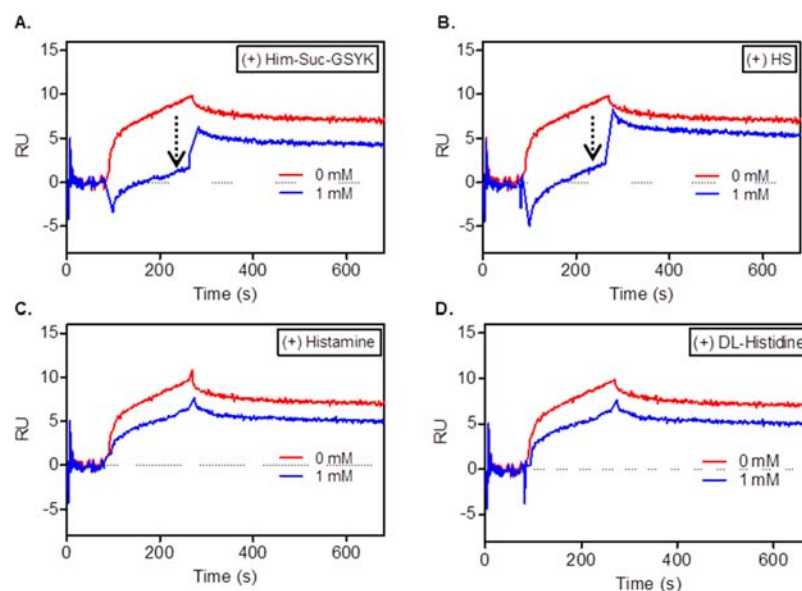 A.
(+) Him-Suc-GSYK
RU
15
10
5
0
-5
0 mM
1 mM
0 200 400 600
Time (s)
B.
(+) HS
RU
15
10
5
0
-5
0 mM
1 mM
0 200 400 600
Time (s)
C.
(+) Histamine
RU
15
10
5
0
-5
0 mM
1 mM
0 200 400 600
Time (s)
D.
(+) DL-Histidine
RU
15
10
5
0
-5
0 mM
1 mM
0 200 400 600
Time (s)